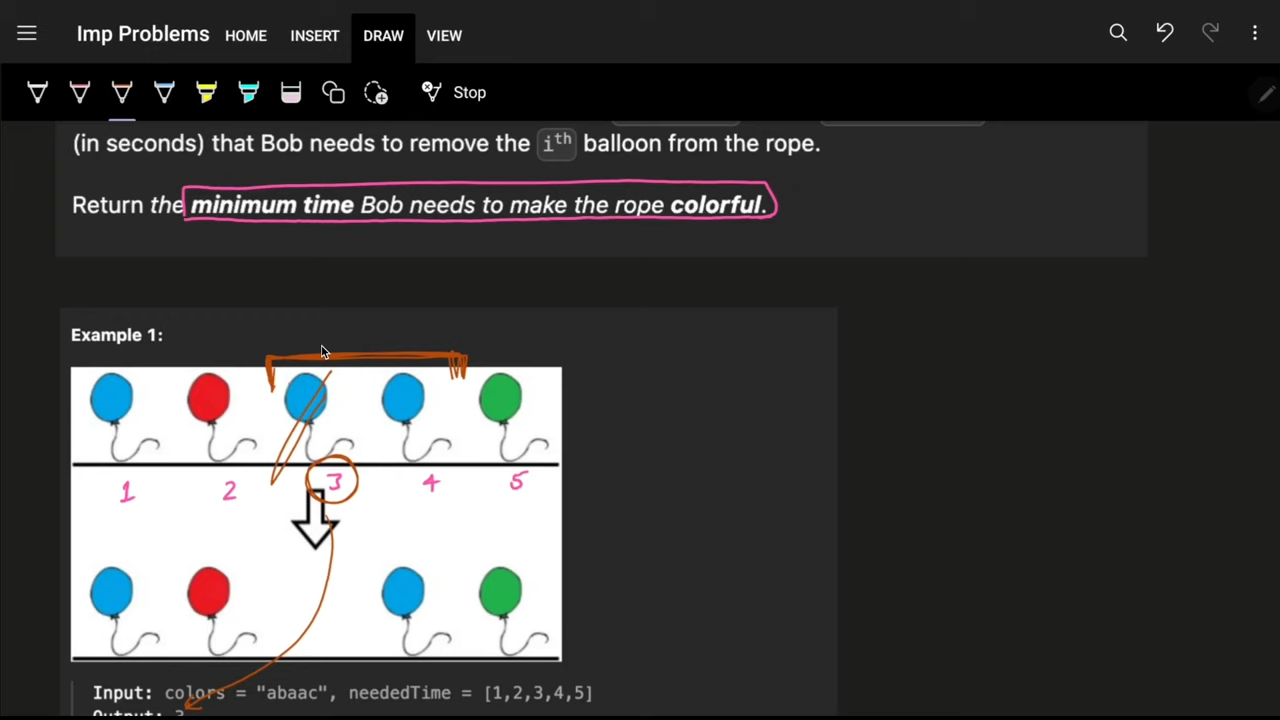 Imp Problems HOME INSERT DRAW VIEW
Stop
(in seconds) that Bob needs to remove the ith balloon from the rope.
Return the minimum time Bob needs to make the rope colorful.
Example 1:
1 2 3 4 5
Input: colors = "abaac", neededTime = [1,2,3,4,5]
Output: 3